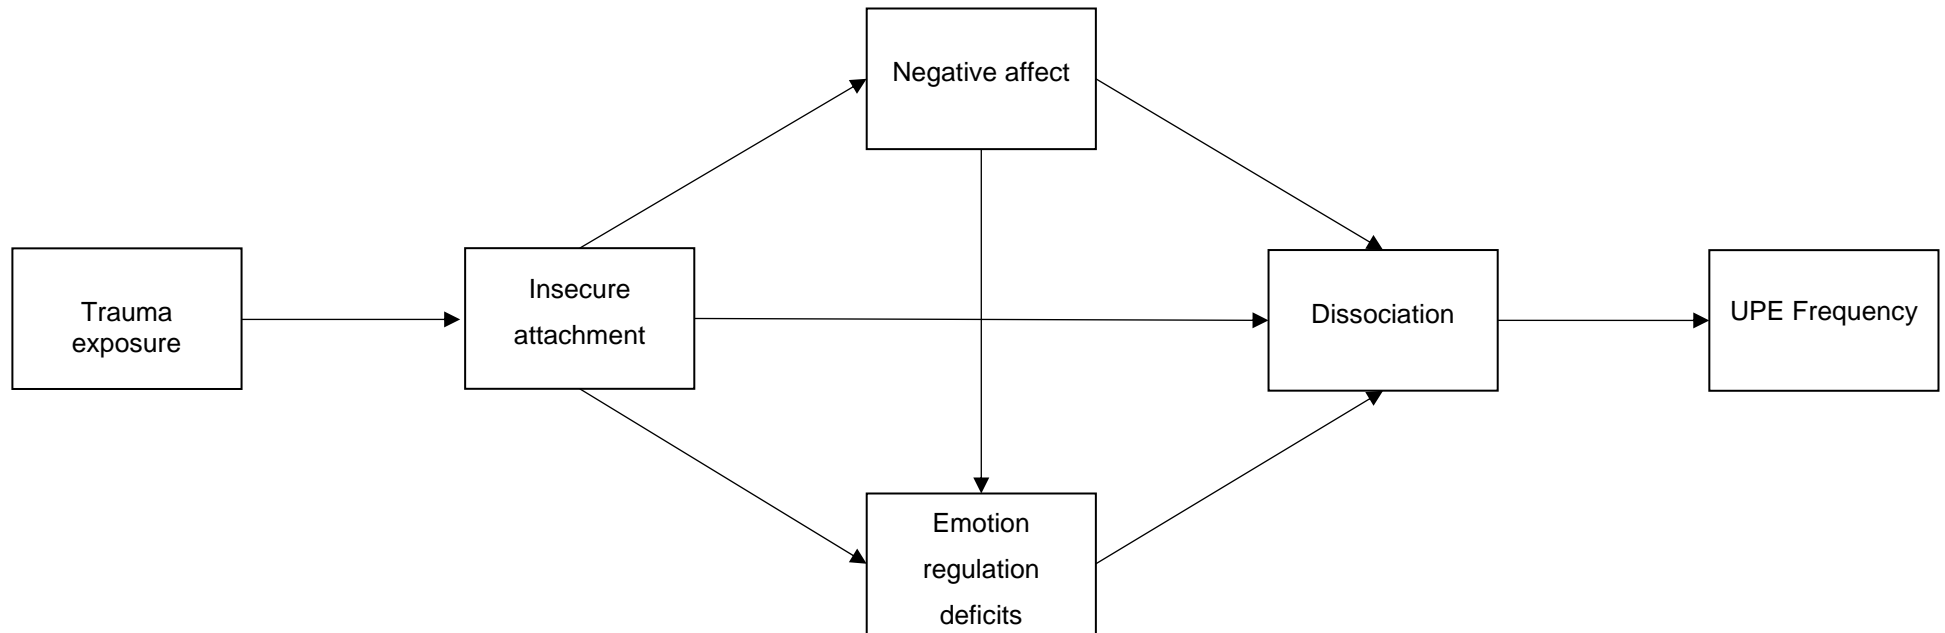 Negative affect
Trauma
exposure
Insecure
attachment
Dissociation
UPE Frequency
Emotion
regulation
deficits